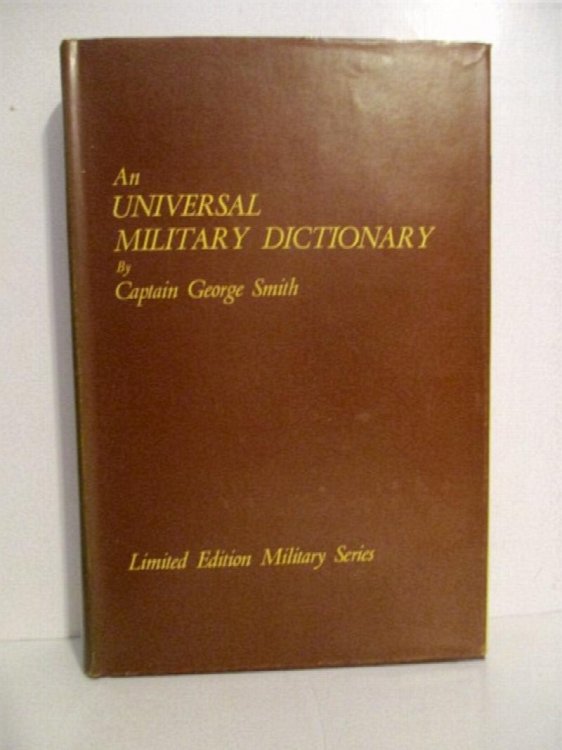 An
UNIVERSAL
MILITARY DICTIONARY
By
Captain George Smith
Limited Edition Military Series